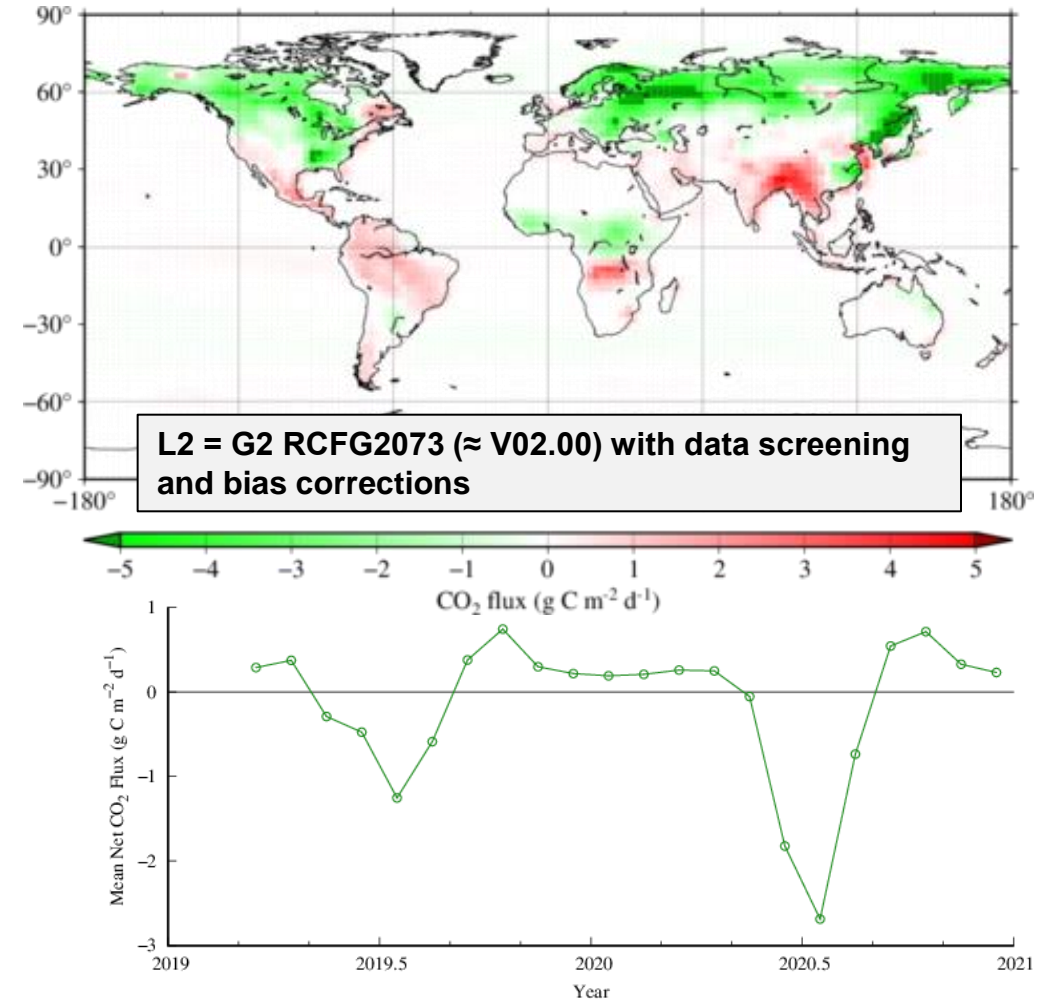 90°
60°
30°
0°
−30°
−60°
−90°
L2 = G2 RCFG2073 (≈ V02.00) with data screening
and bias corrections
−180°
180°
−5 −4 −3 −2 −1 0 1 2 3 4 5
CO₂ flux (g C m⁻² d⁻¹)
Mean Net CO₂ Flux (g C m⁻² d⁻¹)
1
0
−1
−2
−3
2019 2019.5 2020 2020.5 2021
Year